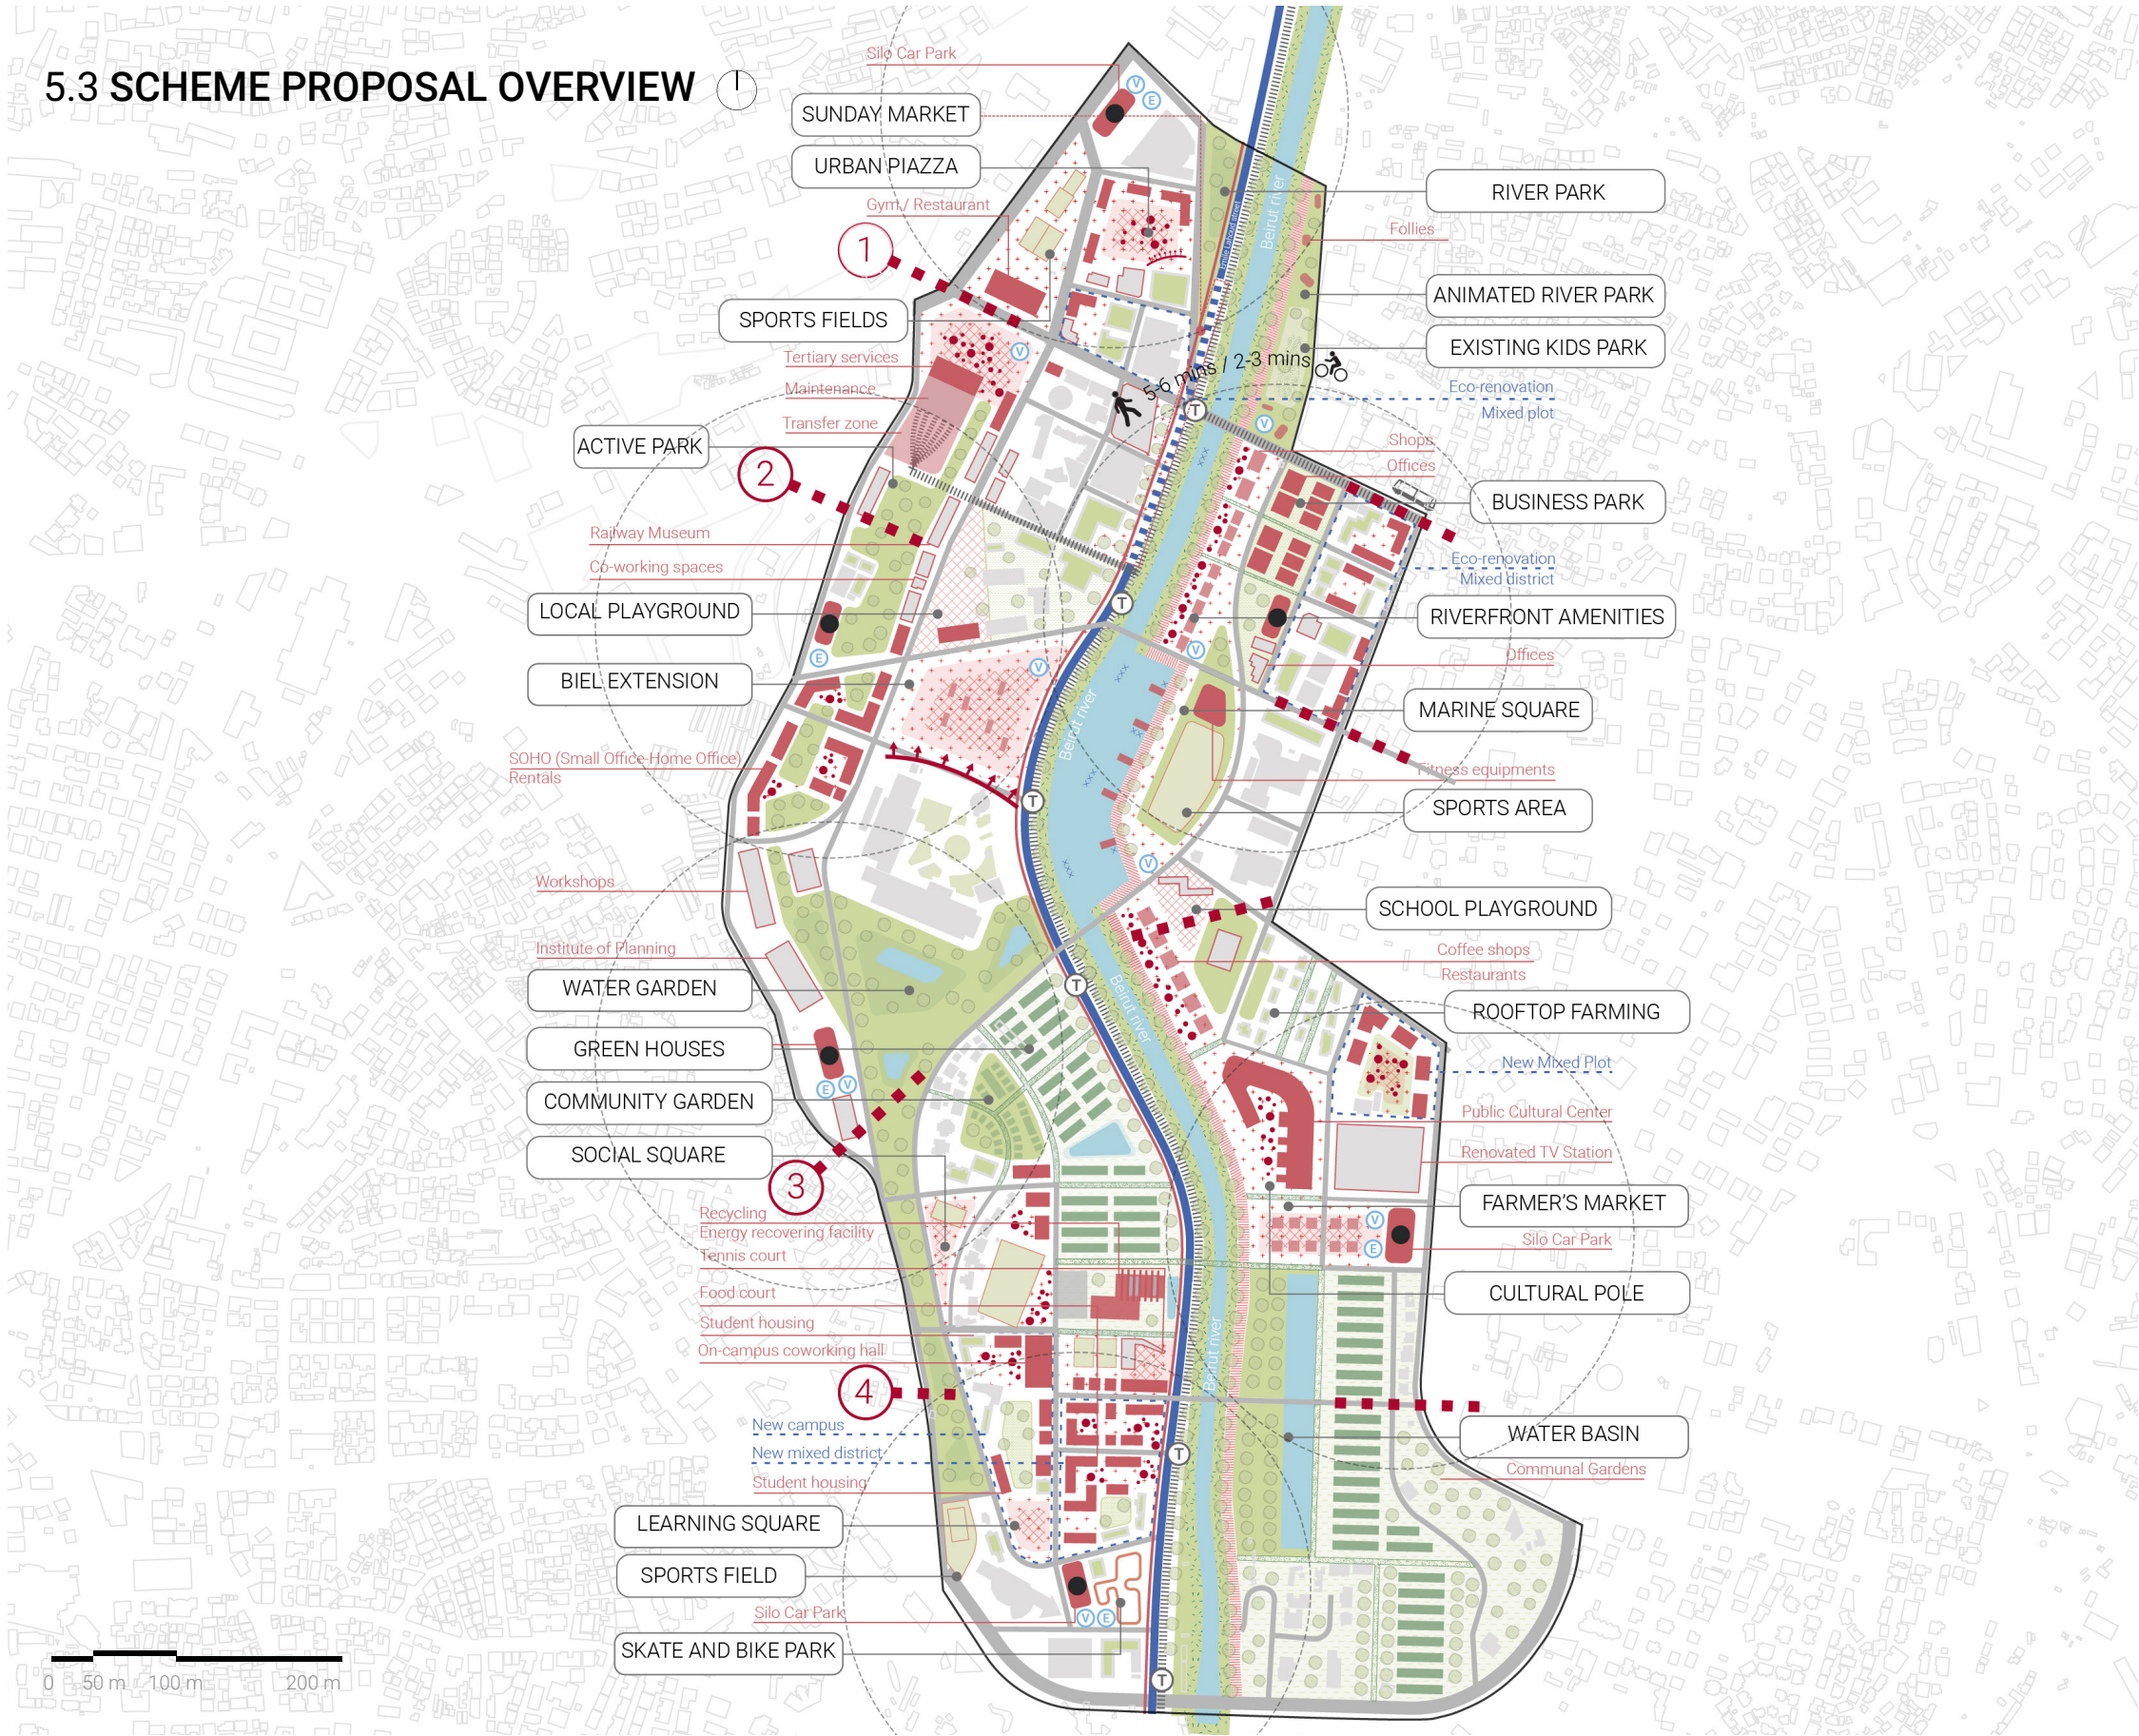 5.3 SCHEME PROPOSAL OVERVIEW
Silo Car Park
V
E
SUNDAY MARKET
URBAN PIAZZA
RIVER PARK
Gym / Restaurant
Follies
Beirut river
Emile Lahoud street
1
ANIMATED RIVER PARK
SPORTS FIELDS
EXISTING KIDS PARK
V
Tertiary services
5-6 mins / 2-3 mins
Maintenance
Eco-renovation
Mixed plot
T
Transfer zone
V
ACTIVE PARK
Shops
Offices
2
xxx
BUSINESS PARK
Railway Museum
Eco-renovation
Mixed district
Co-working spaces
LOCAL PLAYGROUND
T
RIVERFRONT AMENITIES
E
V
V
Offices
xxx
BIEL EXTENSION
x
MARINE SQUARE
Beirut river
xx
SOHO (Small Office-Home Office)
Rentals
xxx
Fitness equipments
T
SPORTS AREA
x
V
xxx
Workshops
SCHOOL PLAYGROUND
Institute of Planning
Coffee shops
Restaurants
WATER GARDEN
T
Beirut river
ROOFTOP FARMING
GREEN HOUSES
New Mixed Plot
E
V
COMMUNITY GARDEN
Public Cultural Center
SOCIAL SQUARE
Renovated TV Station
3
FARMER'S MARKET
Recycling
Energy recovering facility
V
Silo Car Park
Tennis court
E
Food court
CULTURAL POLE
Student housing
On-campus coworking hall
Beirut river
4
New campus
WATER BASIN
New mixed district
T
Communal Gardens
Student housing
LEARNING SQUARE
SPORTS FIELD
Silo Car Park
V
E
SKATE AND BIKE PARK
T
0 50 m 100 m 200 m